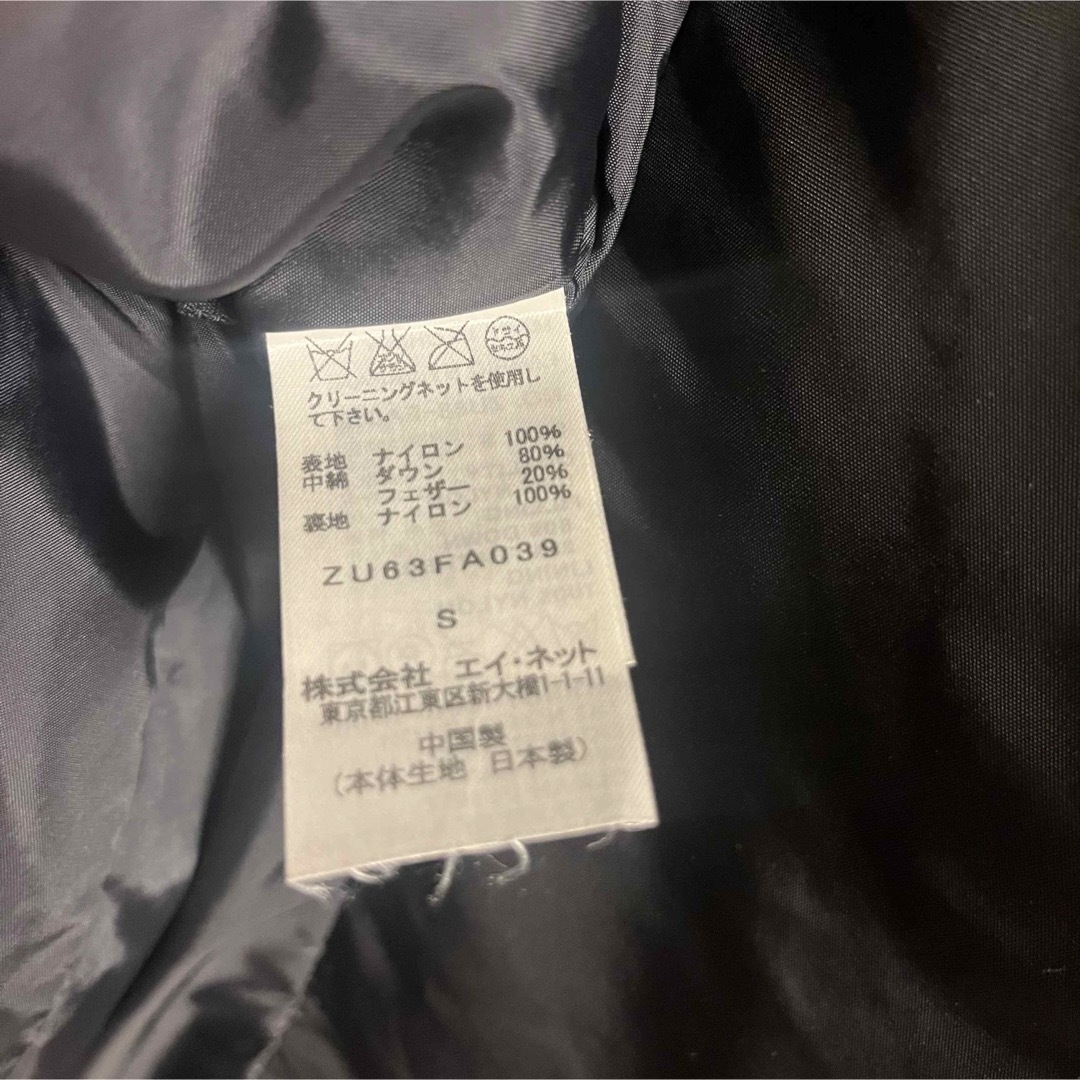 クリーニングネットを使用し
て下さい。
表地 ナイロン 100%
中綿 ダウン 80%
フェザー 20%
裏地 ナイロン 100%
ZU63FA039
S
株式会社 エイ・ネット
東京都江東区新大橋1-1-11
中国製
(本体生地 日本製)